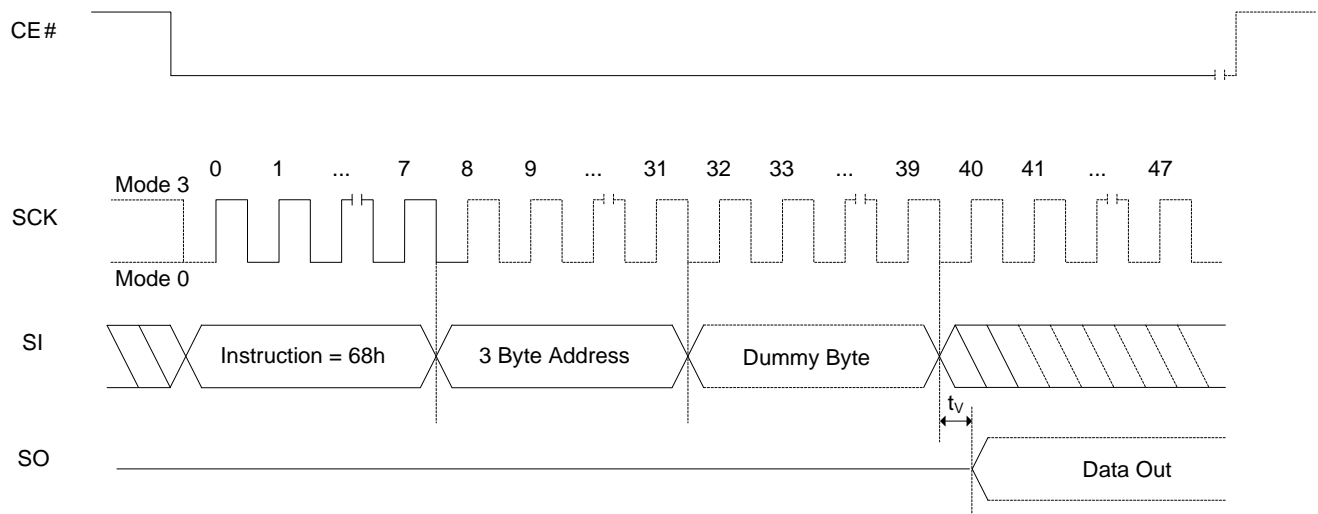 CE#
0 1 ... 7 8 9 ... 31 32 33 ... 39 40 41 ... 47
Mode 3
SCK
Mode 0
SI
Instruction = 68h
3 Byte Address
Dummy Byte
tV
SO
Data Out